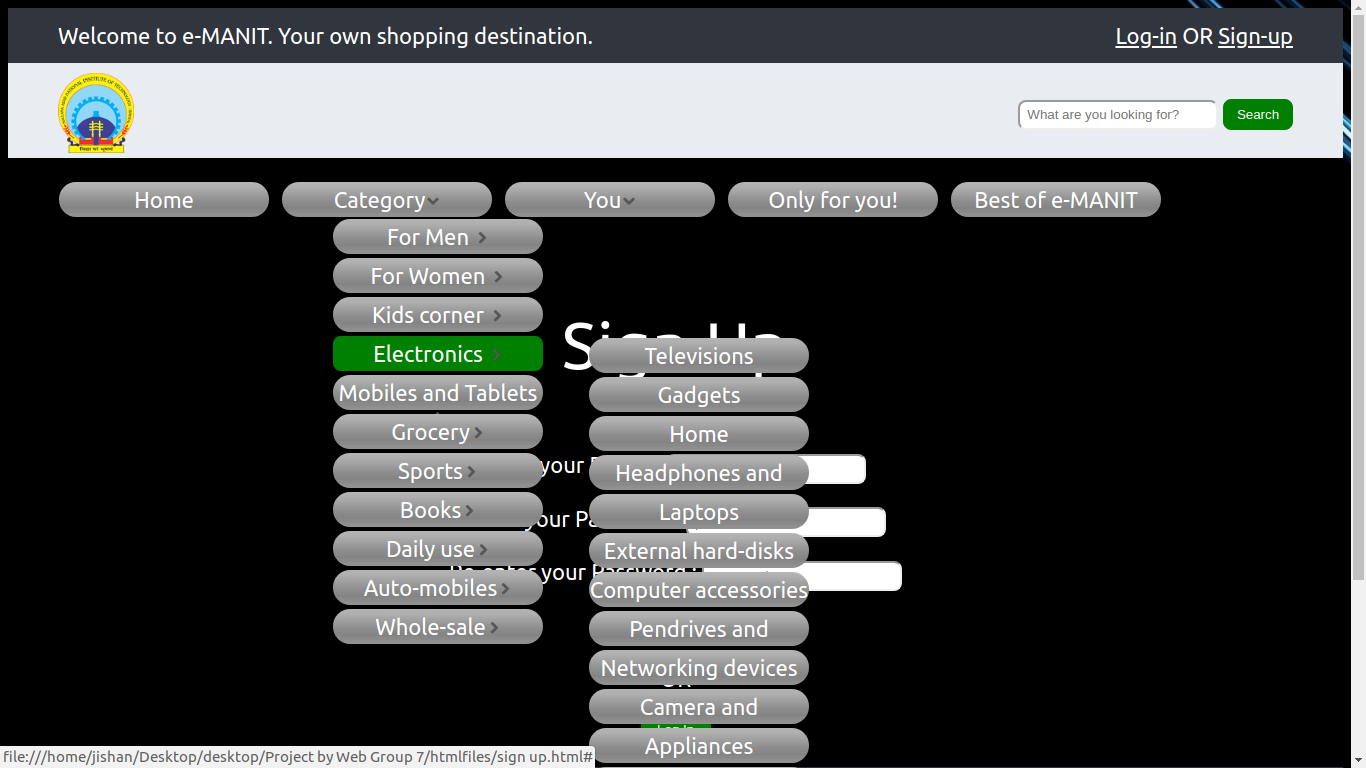 Welcome to e-MANIT. Your own shopping destination.
Log-in OR Sign-up
What are you looking for?
Search
Home
Category
You
Only for you!
Best of e-MANIT
For Men
For Women
Kids corner
Electronics
Mobiles and Tablets
Grocery
Sports
Books
Daily use
Auto-mobiles
Whole-sale
Televisions
Gadgets
Home
Headphones and
Laptops
External hard-disks
Computer accessories
Pendrives and
Networking devices
Camera and
Appliances
Sign Up
your
your Pa
Re-enter your Password :
OR
file:///home/jishan/Desktop/desktop/Project by Web Group 7/htmlfiles/sign up.html#